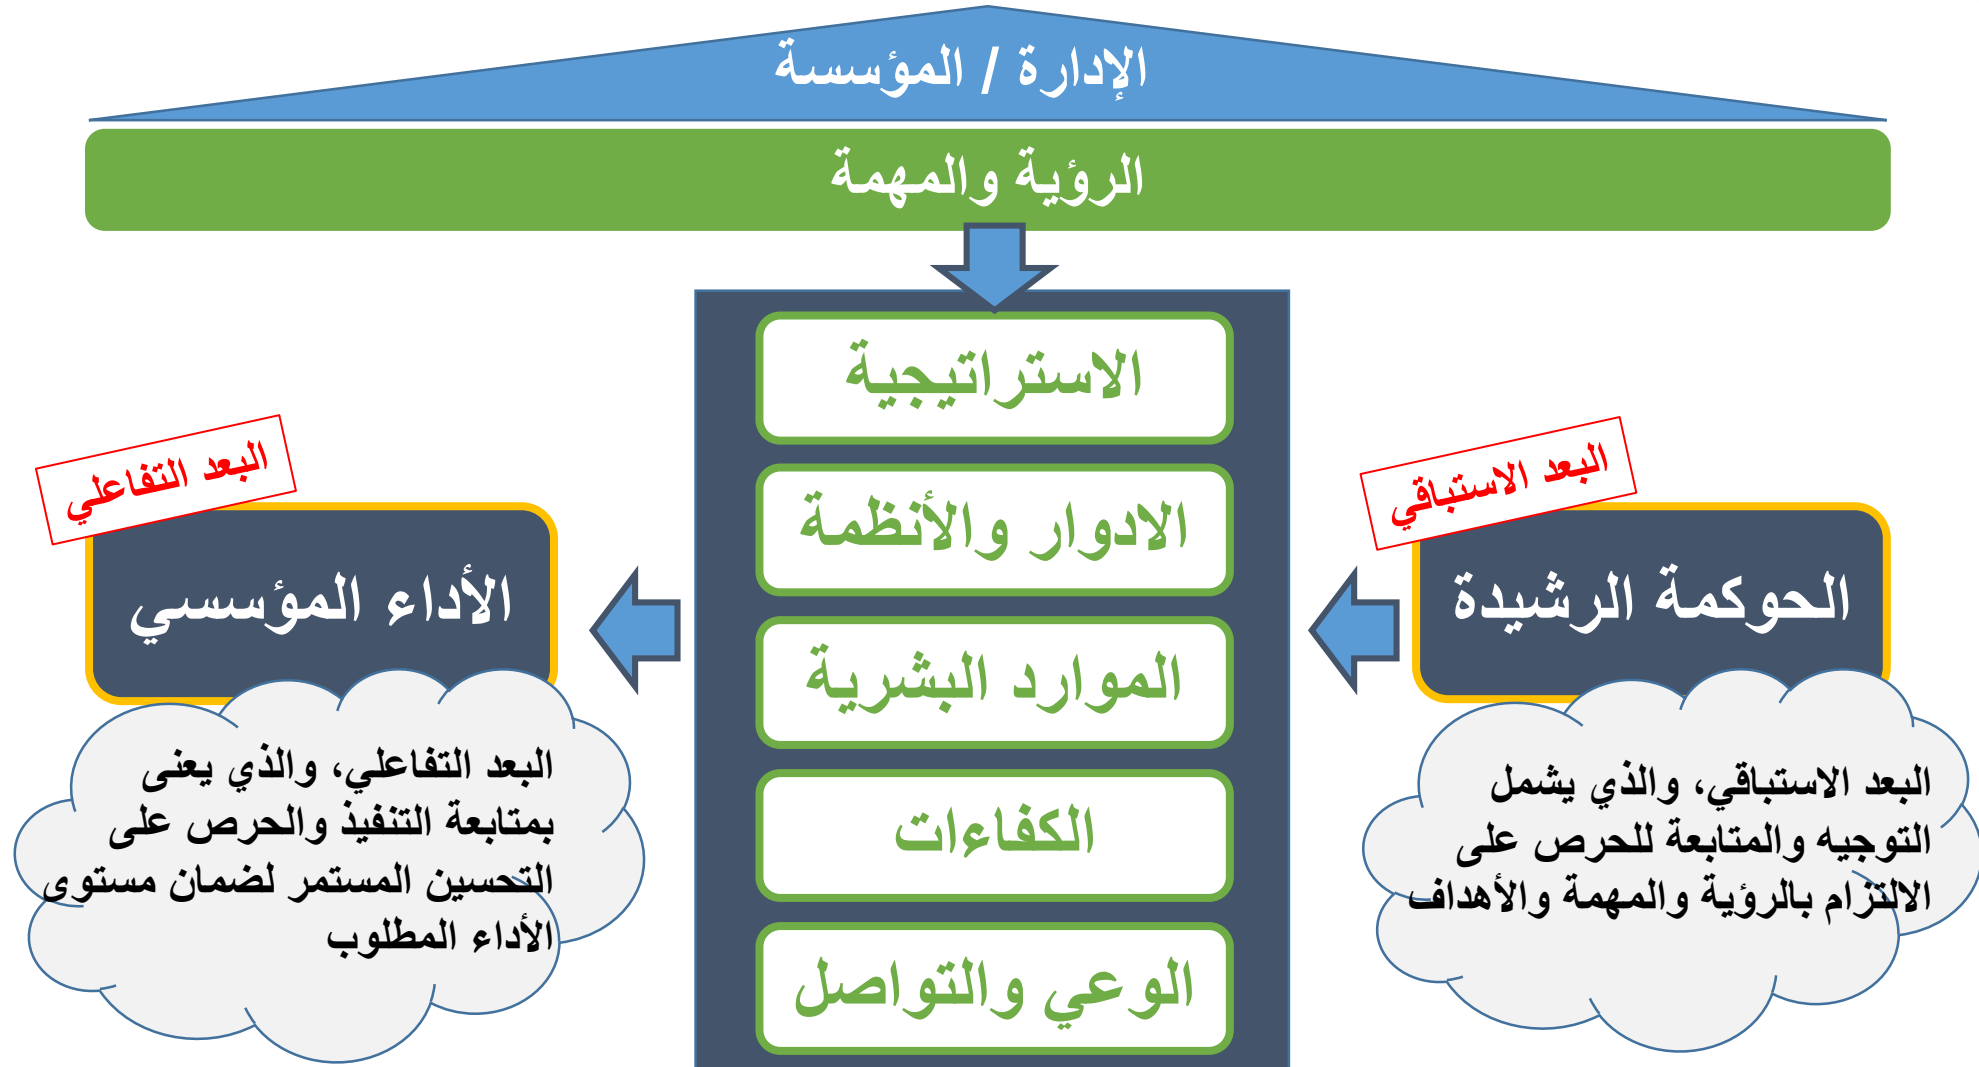 الإدارة / المؤسسة
الرؤية والمهمة
البعد الاستباقي
الحوكمة الرشيدة
البعد الاستباقي، والذي يشمل
التوجيه والمتابعة للحرص على
الالتزام بالرؤية والمهمة والأهداف
الاستراتيجية
الادوار والأنظمة
الموارد البشرية
الكفاءات
الوعي والتواصل
البعد التفاعلي
الأداء المؤسسي
البعد التفاعلي، والذي يعنى
بمتابعة التنفيذ والحرص على
التحسين المستمر لضمان مستوى
الأداء المطلوب